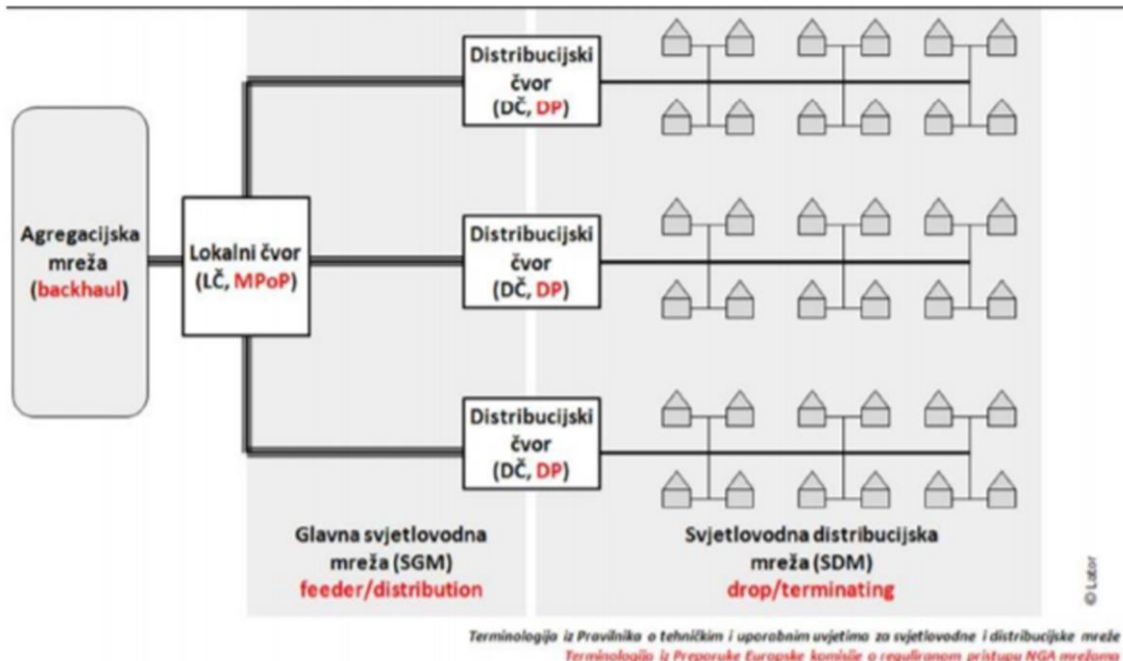 Agregacijska
mreža
(backhaul)
Lokalni čvor
(LČ, MPoP)
Distribucijski
čvor
(DČ, DP)
Distribucijski
čvor
(DČ, DP)
Distribucijski
čvor
(DČ, DP)
Glavna svjetlovodna
mreža (SGM)
feeder/distribution
Svjetlovodna distribucijska
mreža (SDM)
drop/terminating
© Lator
Terminologija iz Pravilnika o tehničkim i uporabnim uvjetima za svjetlovodne i distribucijske mreže
Terminologija iz Preporuke Europske komisije o reguliranom pristupu NGA mrežama